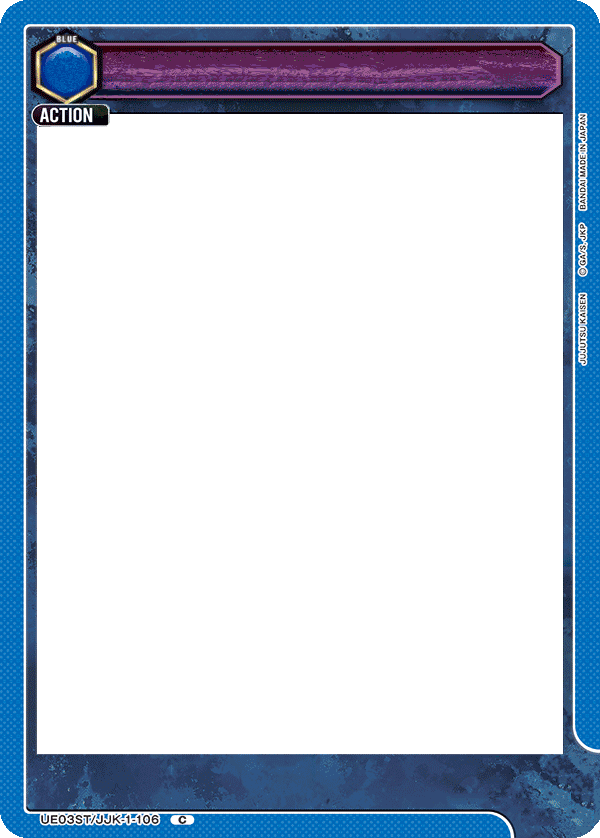 BLUE
ACTION
JUJUTSU KAISEN © GA/S, JKP BANDAI MADE IN JAPAN
UE03ST/JJK-1-106 C